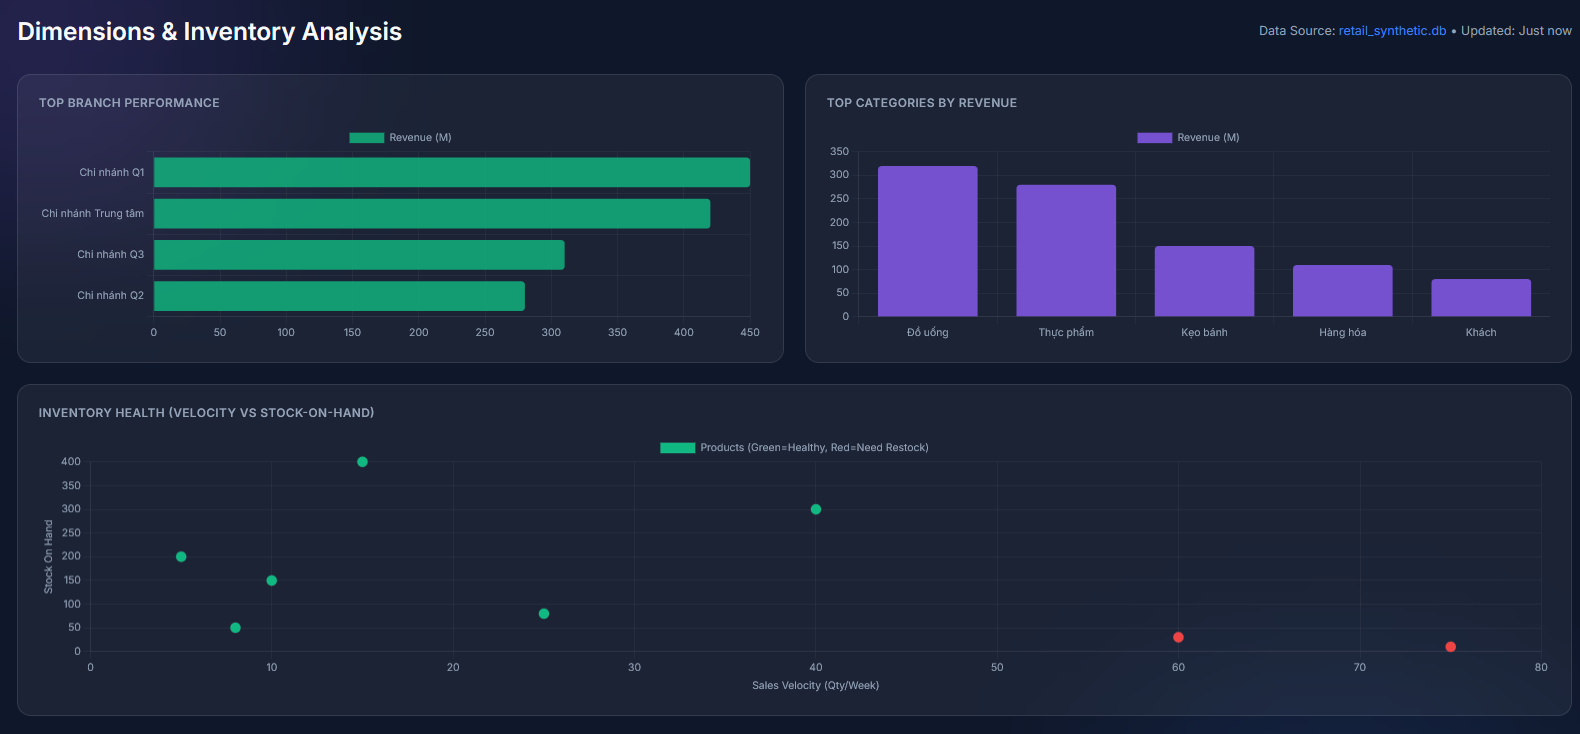 Dimensions & Inventory Analysis
Data Source: retail_synthetic.db • Updated: Just now
TOP BRANCH PERFORMANCE
Revenue (M)
Chi nhánh Q1
Chi nhánh Trung tâm
Chi nhánh Q3
Chi nhánh Q2
0 50 100 150 200 250 300 350 400 450
TOP CATEGORIES BY REVENUE
Revenue (M)
350
300
250
200
150
100
50
0
Đồ uống Thực phẩm Kẹo bánh Hàng hóa Khách
INVENTORY HEALTH (VELOCITY VS STOCK-ON-HAND)
Products (Green=Healthy, Red=Need Restock)
Stock On Hand
400
350
300
250
200
150
100
50
0
0 10 20 30 40 50 60 70 80
Sales Velocity (Qty/Week)